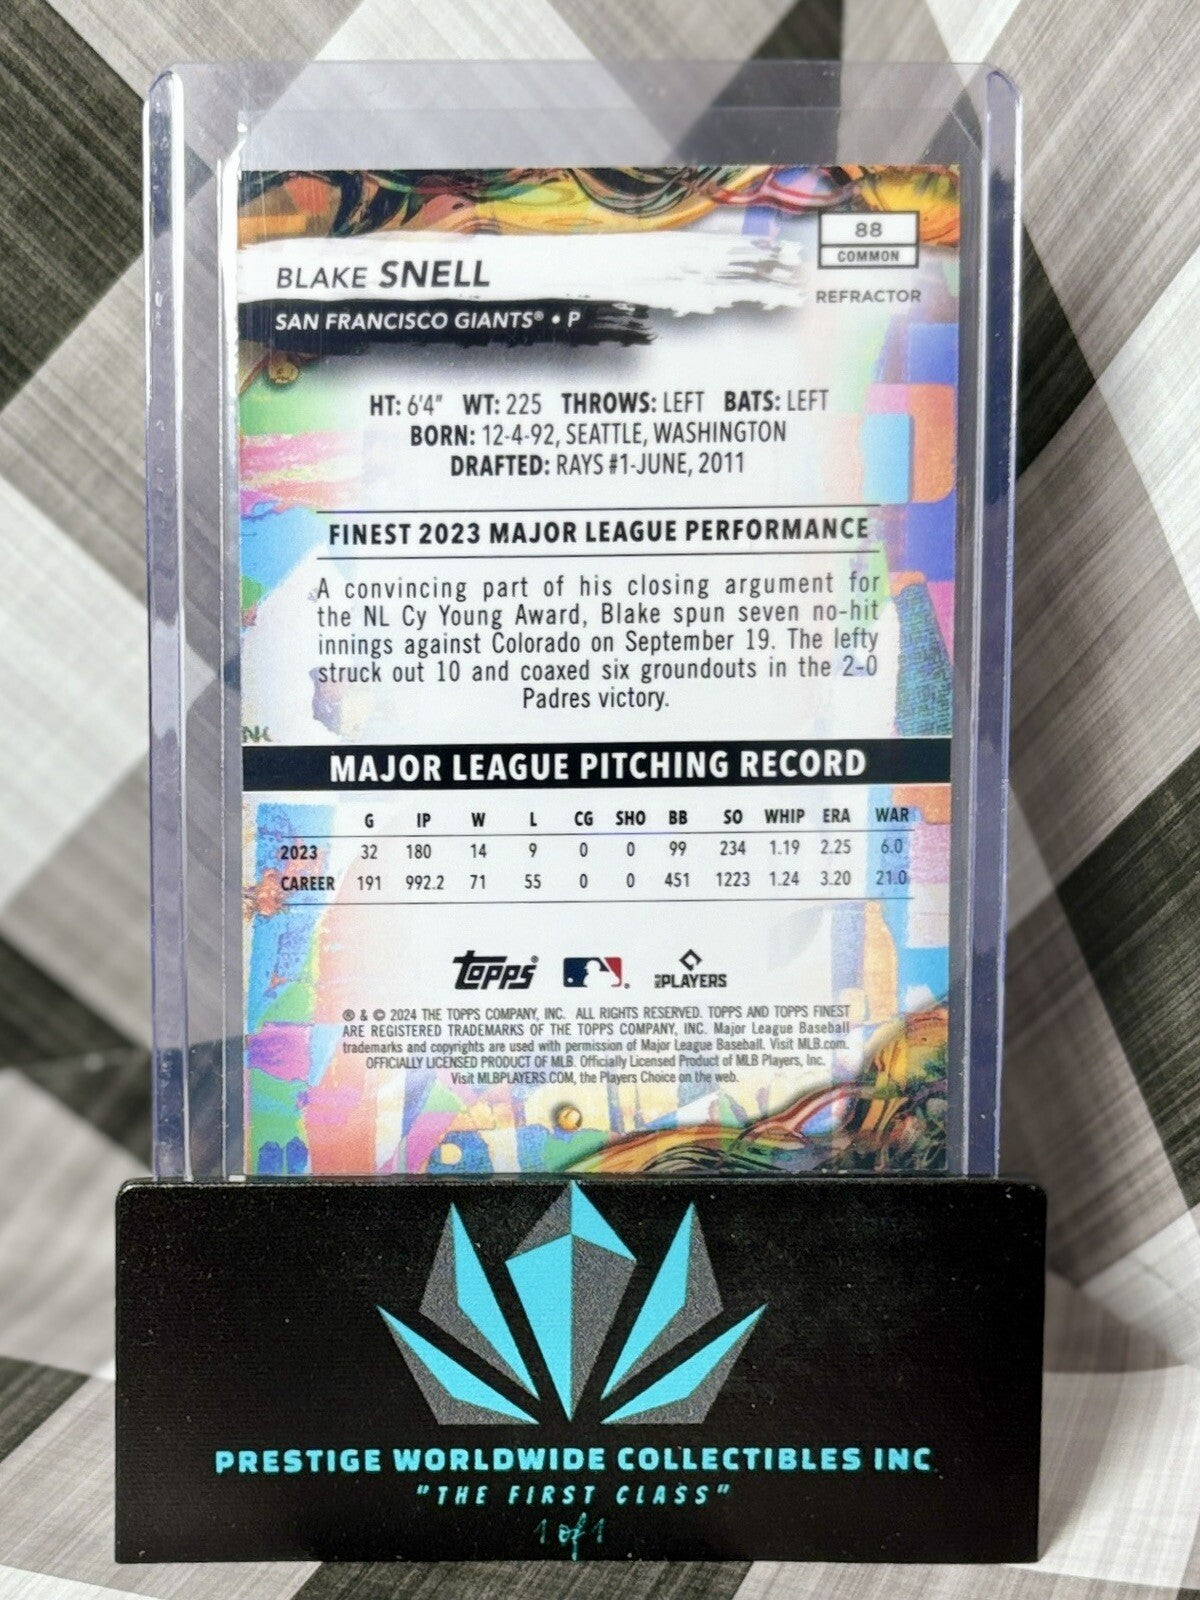 88
COMMON
REFRACTOR
BLAKE SNELL
SAN FRANCISCO GIANTS® • P
HT: 6'4" WT: 225 THROWS: LEFT BATS: LEFT
BORN: 12-4-92, SEATTLE, WASHINGTON
DRAFTED: RAYS #1-JUNE, 2011
FINEST 2023 MAJOR LEAGUE PERFORMANCE
A convincing part of his closing argument for
the NL Cy Young Award, Blake spun seven no-hit
innings against Colorado on September 19. The lefty
struck out 10 and coaxed six groundouts in the 2-0
Padres victory.
NK
MAJOR LEAGUE PITCHING RECORD
G IP W L CG SHO BB SO WHIP ERA WAR
2023 32 180 14 9 0 0 99 234 1.19 2.25 6.0
CAREER 191 992.2 71 55 0 0 451 1223 1.24 3.20 21.0
topps MLB PLAYERS
® & © 2024 THE TOPPS COMPANY, INC. ALL RIGHTS RESERVED. TOPPS AND TOPPS FINEST
ARE REGISTERED TRADEMARKS OF THE TOPPS COMPANY, INC. Major League Baseball
trademarks and copyrights are used with permission of Major League Baseball. Visit MLB.com.
OFFICIALLY LICENSED PRODUCT OF MLB. Officially Licensed Product of MLB Players, Inc.
Visit MLBPLAYERS.COM, the Players Choice on the web.
PRESTIGE WORLDWIDE COLLECTIBLES INC.
"THE FIRST CLASS"
1 of 1